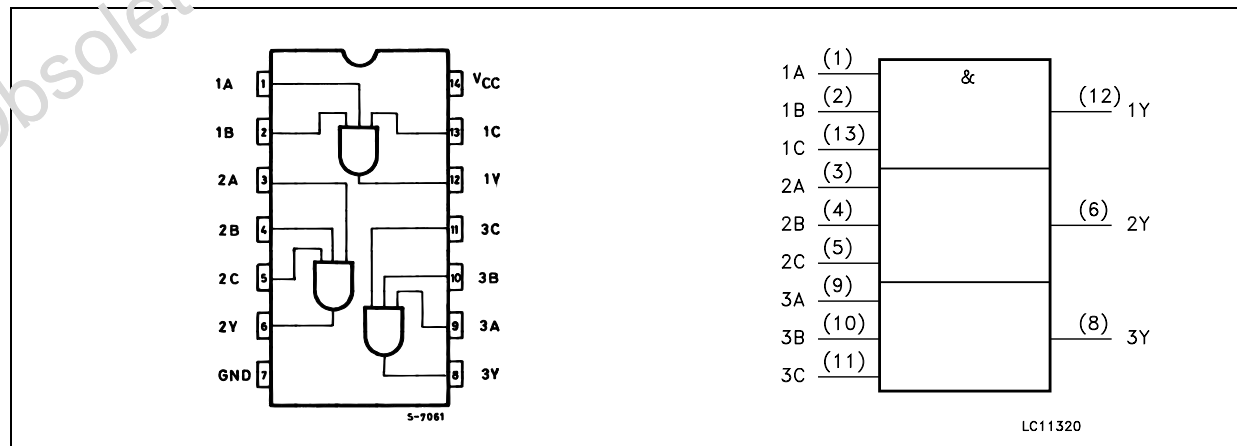 obsolet
1A 1 14 VCC
1B 2 13 1C
2A 3 12 1V
2B 4 11 3C
2C 5 10 3B
2Y 6 9 3A
GND 7 8 3Y
S-7061
&
1A (1)
1B (2)
1C (13)
(12) 1Y
2A (3)
2B (4)
2C (5)
(6) 2Y
3A (9)
3B (10)
3C (11)
(8) 3Y
LC11320